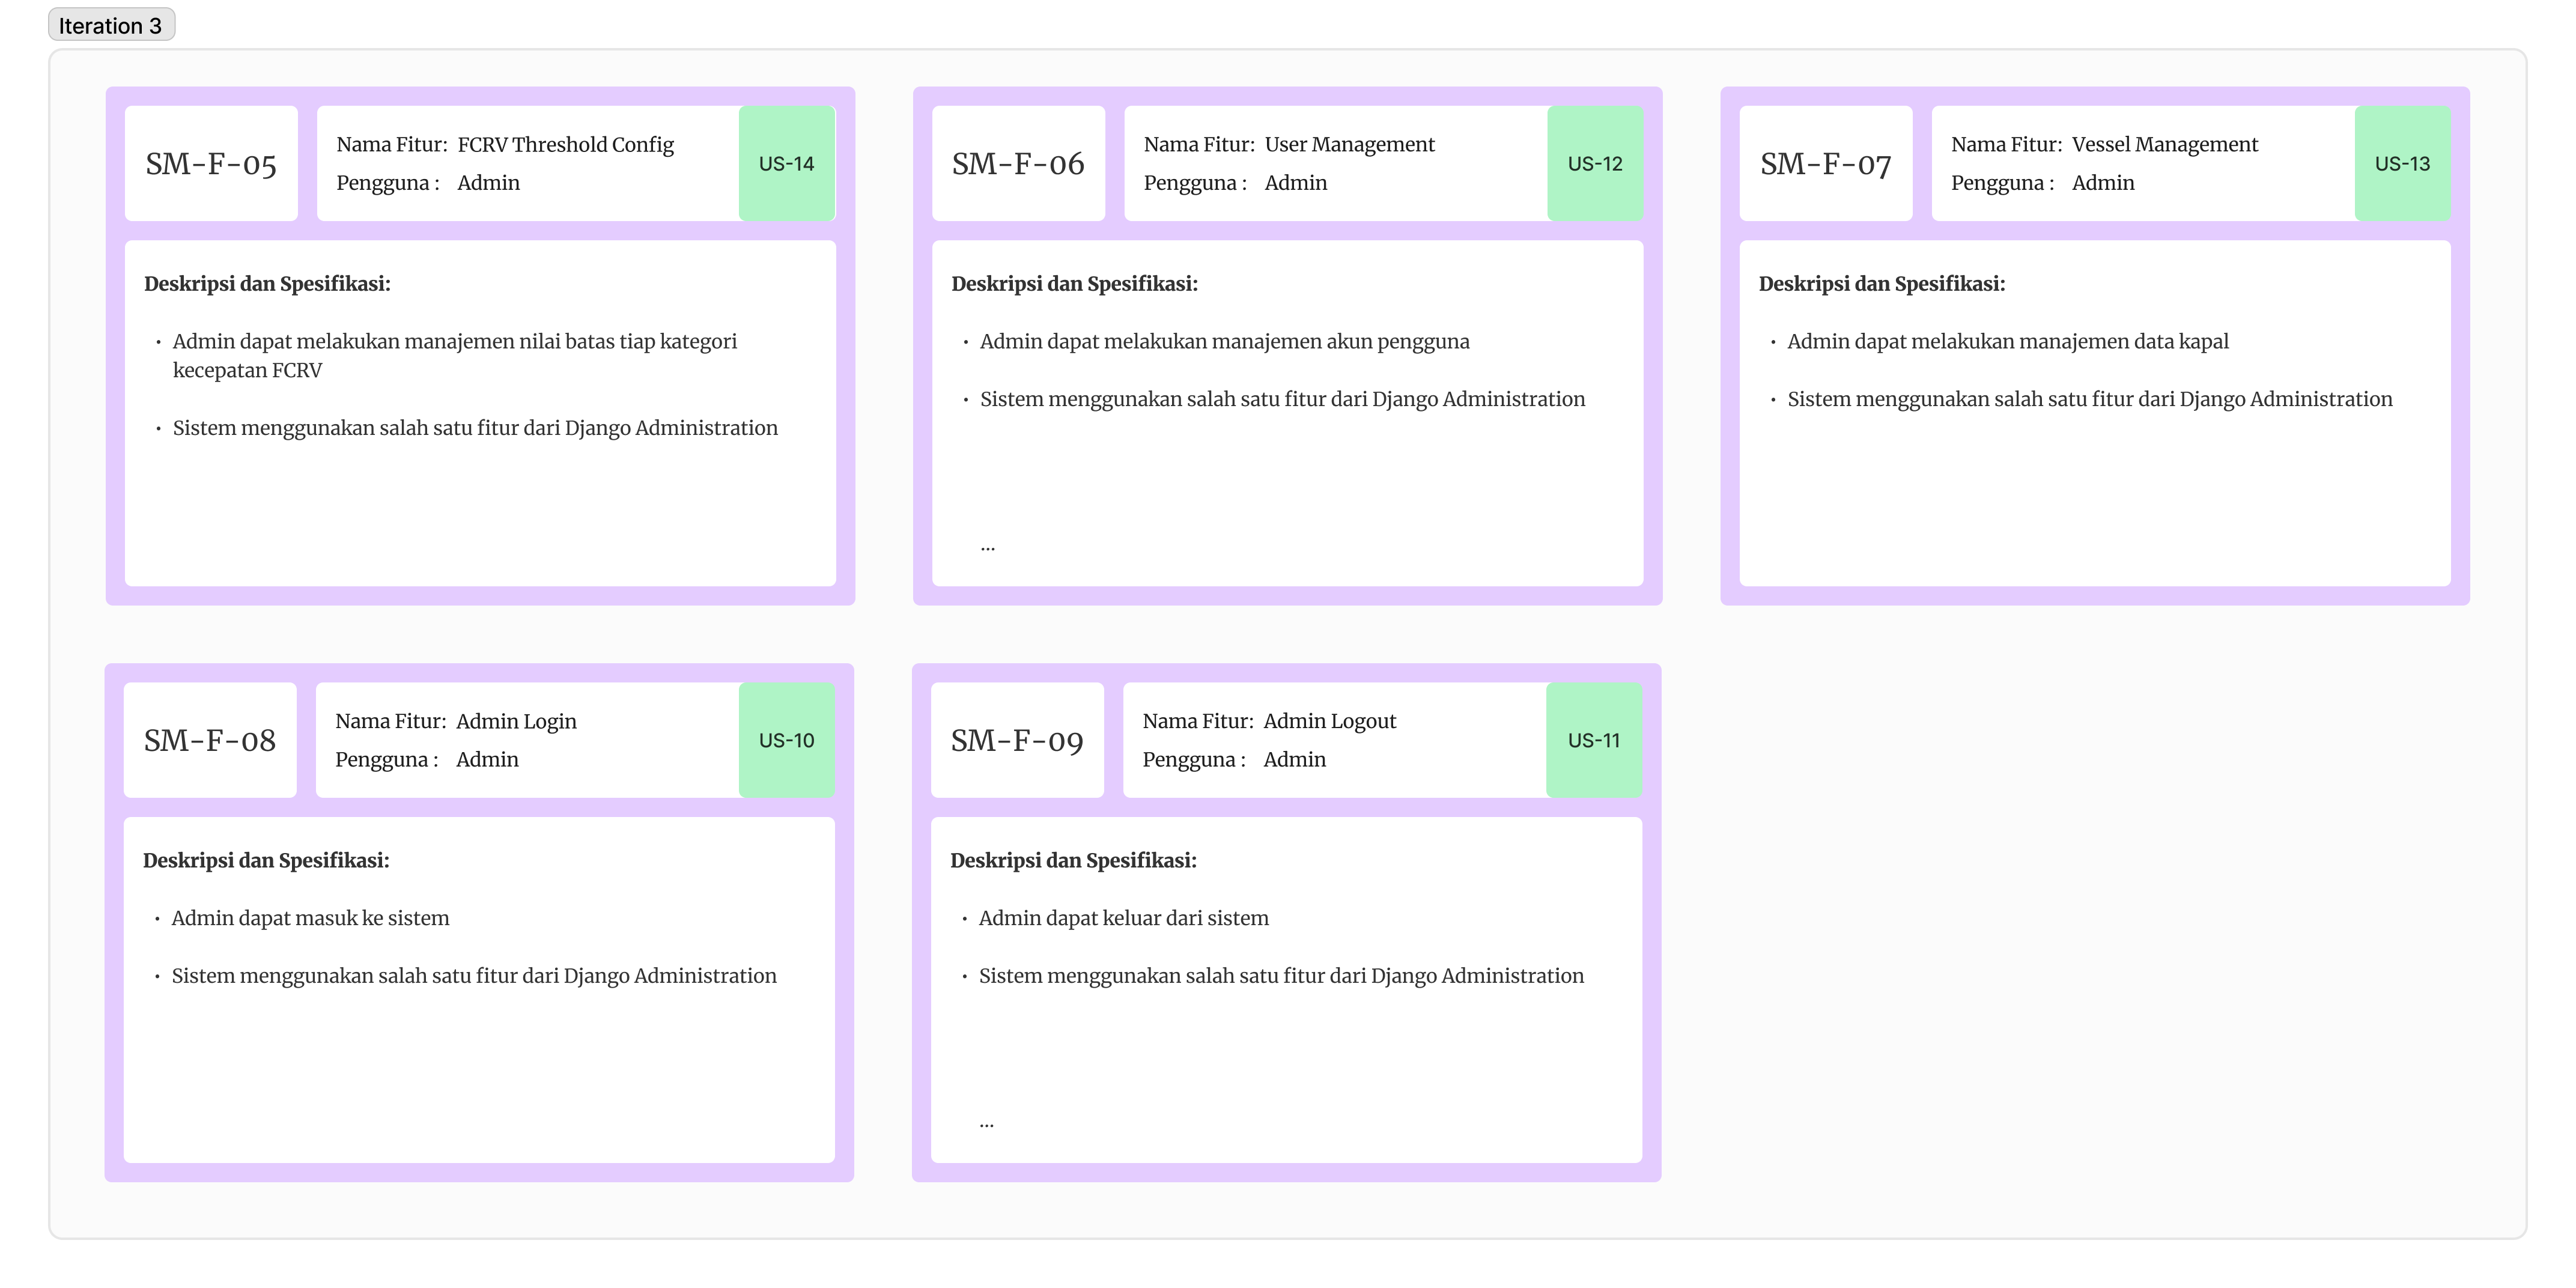 Iteration 3
SM-F-05
Nama Fitur: FCRV Threshold Config
Pengguna : Admin
US-14
Deskripsi dan Spesifikasi:
• Admin dapat melakukan manajemen nilai batas tiap kategori
kecepatan FCRV
• Sistem menggunakan salah satu fitur dari Django Administration
SM-F-06
Nama Fitur: User Management
Pengguna : Admin
US-12
Deskripsi dan Spesifikasi:
• Admin dapat melakukan manajemen akun pengguna
• Sistem menggunakan salah satu fitur dari Django Administration
...
SM-F-07
Nama Fitur: Vessel Management
Pengguna : Admin
US-13
Deskripsi dan Spesifikasi:
• Admin dapat melakukan manajemen data kapal
• Sistem menggunakan salah satu fitur dari Django Administration
SM-F-08
Nama Fitur: Admin Login
Pengguna : Admin
US-10
Deskripsi dan Spesifikasi:
• Admin dapat masuk ke sistem
• Sistem menggunakan salah satu fitur dari Django Administration
SM-F-09
Nama Fitur: Admin Logout
Pengguna : Admin
US-11
Deskripsi dan Spesifikasi:
• Admin dapat keluar dari sistem
• Sistem menggunakan salah satu fitur dari Django Administration
...